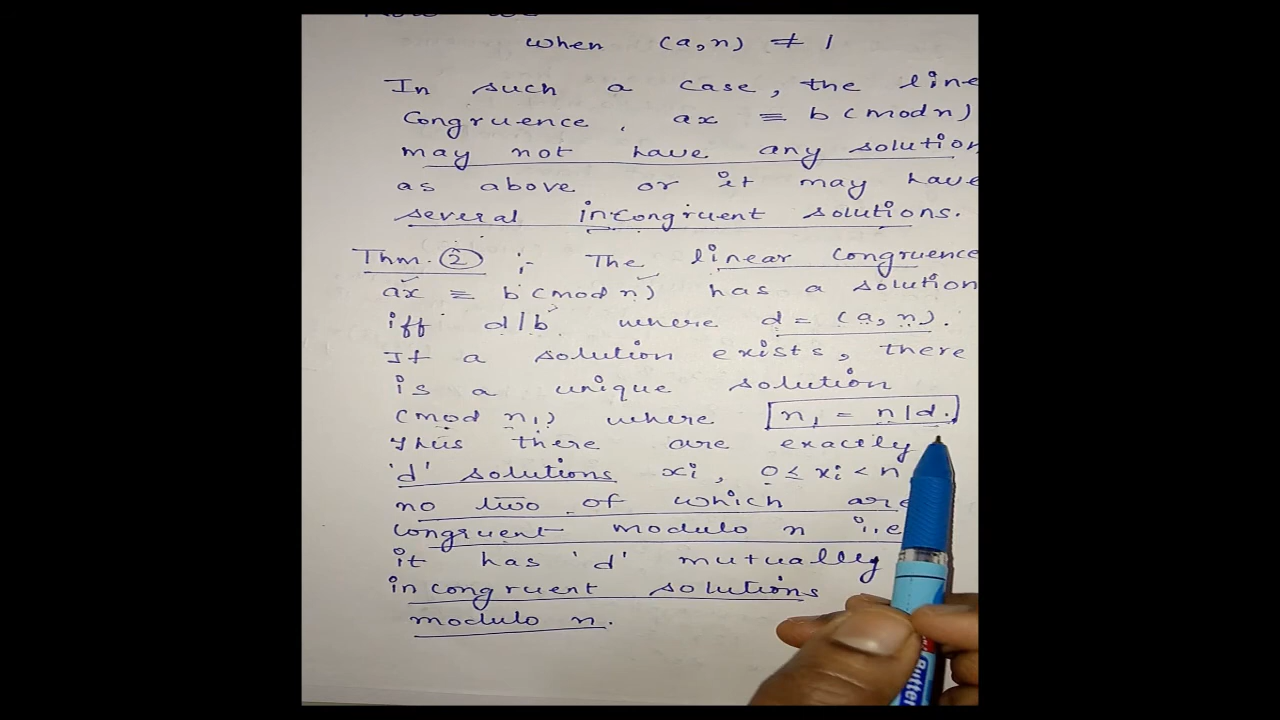 when (a,n) ≠ 1
In such a case, the line
Congruence, ax ≡ b (mod n)
may not have any solution
as above or it may have
several incongruent solutions.
Thm. ② :- The linear congruence
ax ≡ b (mod n) has a solution
iff d/b where d = (a, n).
If a solution exists, there
is a unique solution
(mod n₁) where n₁ = n/d.
Thus there are exactly
'd' solutions xi, 0 ≤ xi < n
no two of which are
congruent modulo n i.e
it has 'd' mutually
incongruent solutions
modulo n.
Butter